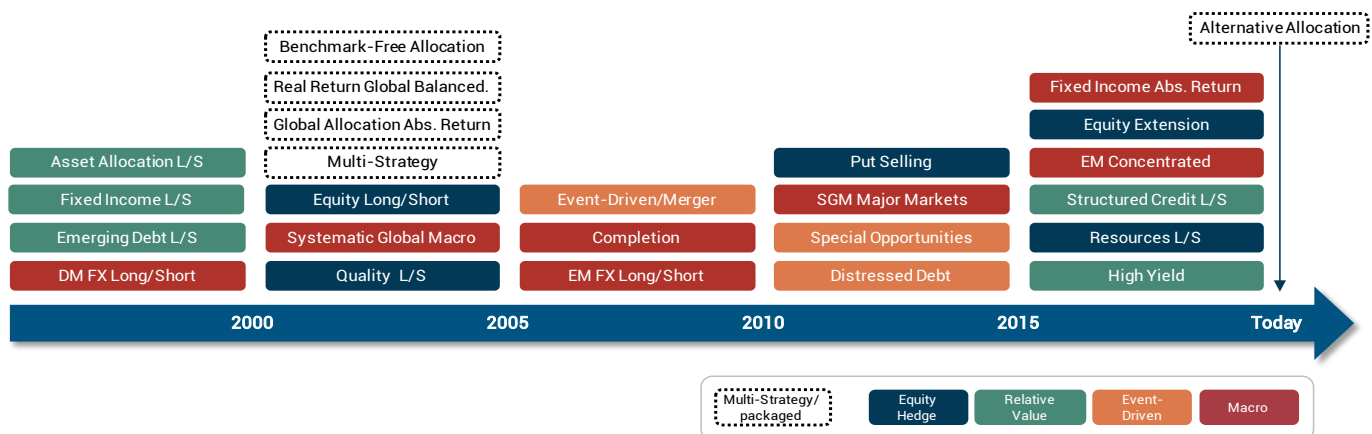 Alternative Allocation
Benchmark-Free Allocation
Real Return Global Balanced.
Global Allocation Abs. Return
Multi-Strategy
Equity Long/Short
Systematic Global Macro
Quality L/S
Asset Allocation L/S
Fixed Income L/S
Emerging Debt L/S
DM FX Long/Short
Event-Driven/Merger
Completion
EM FX Long/Short
Put Selling
SGM Major Markets
Special Opportunities
Distressed Debt
Fixed Income Abs. Return
Equity Extension
EM Concentrated
Structured Credit L/S
Resources L/S
High Yield
2000
2005
2010
2015
Today
Multi-Strategy/
packaged
Equity
Hedge
Relative
Value
Event-
Driven
Macro